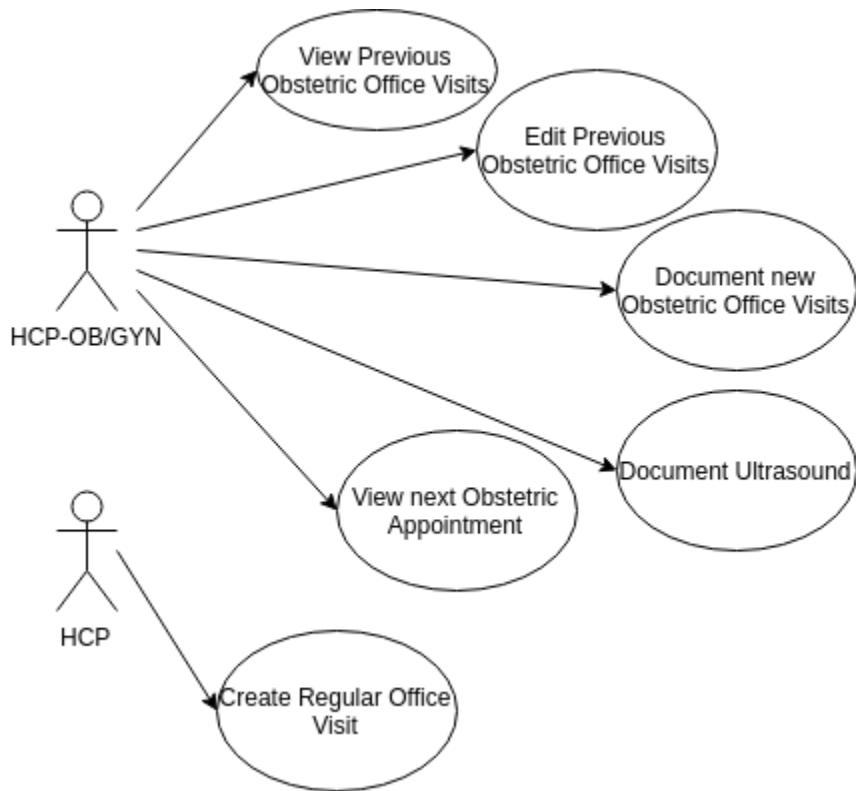 View Previous
Obstetric Office Visits
Edit Previous
Obstetric Office Visits
Document new
Obstetric Office Visits
HCP-OB/GYN
Document Ultrasound
View next Obstetric
Appointment
HCP
Create Regular Office
Visit